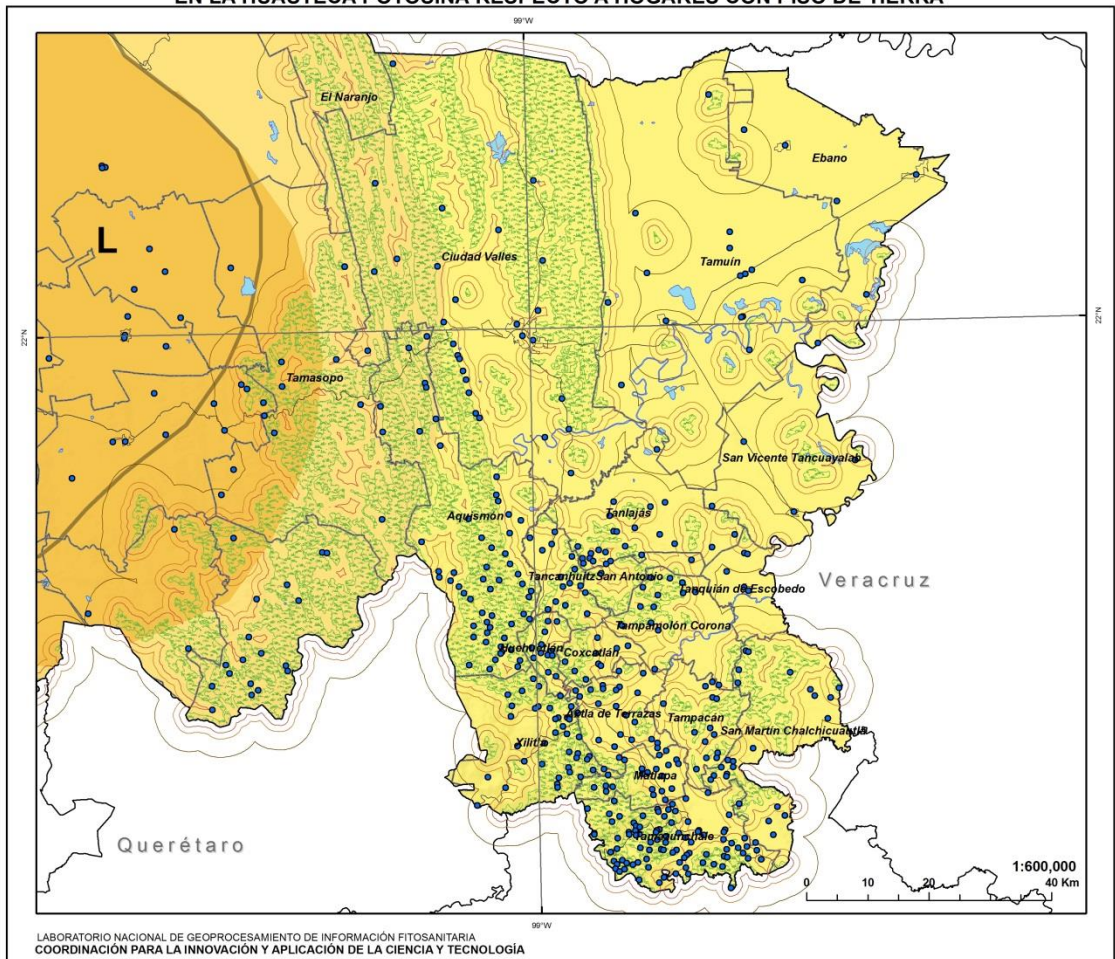 EN LA HUASTECA POTOSINA RESPECTO A HOGARES CON PISO DE TIERRA
99°W
El Naranjo
Ebano
L
Ciudad Valles
Tamuín
22°N
22°N
Tamasopo
San Vicente Tancuayalab
Aquismón
Tanlajás
Tancanhuitz
San Antonio
Tanquián de Escobedo
Veracruz
Tampamolón Corona
Huehuetlán
Coxcatlán
Axtla de Terrazas
Tampacán
San Martín Chalchicuautla
Xilitla
Matlapa
Tamazunchale
Querétaro
1:600,000
0 10 20 40 Km
99°W
LABORATORIO NACIONAL DE GEOPROCESAMIENTO DE INFORMACIÓN FITOSANITARIA
COORDINACIÓN PARA LA INNOVACIÓN Y APLICACIÓN DE LA CIENCIA Y TECNOLOGÍA